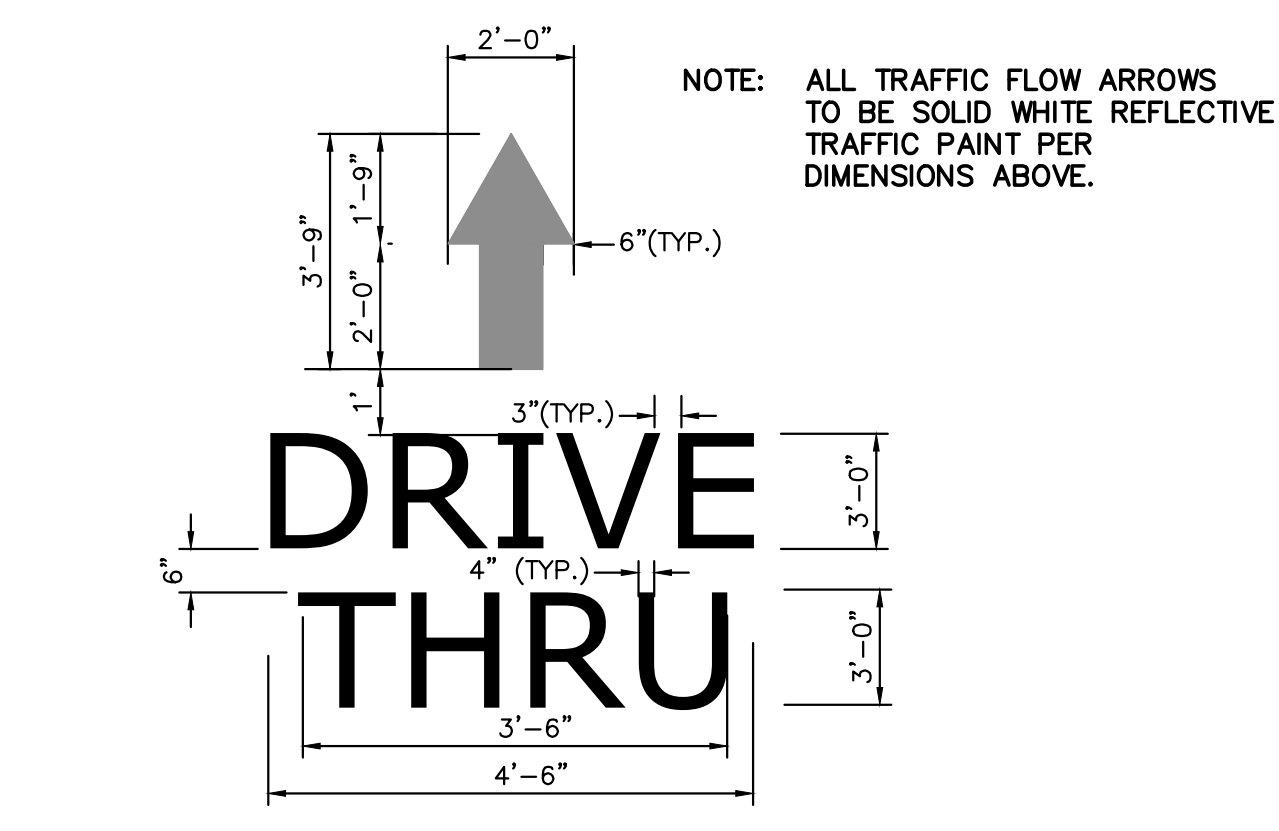 2'-0"
NOTE: ALL TRAFFIC FLOW ARROWS
TO BE SOLID WHITE REFLECTIVE
TRAFFIC PAINT PER
DIMENSIONS ABOVE.
1'-9"
3'-9"
6"(TYP.)
2'-0"
1'
3"(TYP.)
DRIVE
3'-0"
6"
4" (TYP.)
THRU
3'-0"
3'-6"
4'-6"